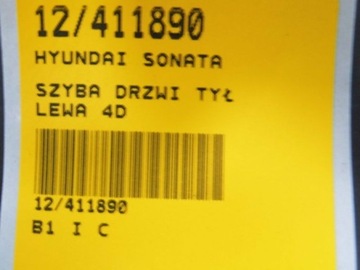 12/411890
HYUNDAI SONATA
SZYBA DRZWI TYŁ
LEWA 4D
12/411890
B1 I C